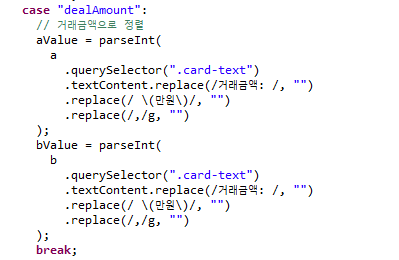 case "dealAmount":
// 거래금액으로 정렬
aValue = parseInt(
a
.querySelector(".card-text")
.textContent.replace(/거래금액: /, "")
.replace(/ \(만원\)/, "")
.replace(/,/g, "")
);
bValue = parseInt(
b
.querySelector(".card-text")
.textContent.replace(/거래금액: /, "")
.replace(/ \(만원\)/, "")
.replace(/,/g, "")
);
break;